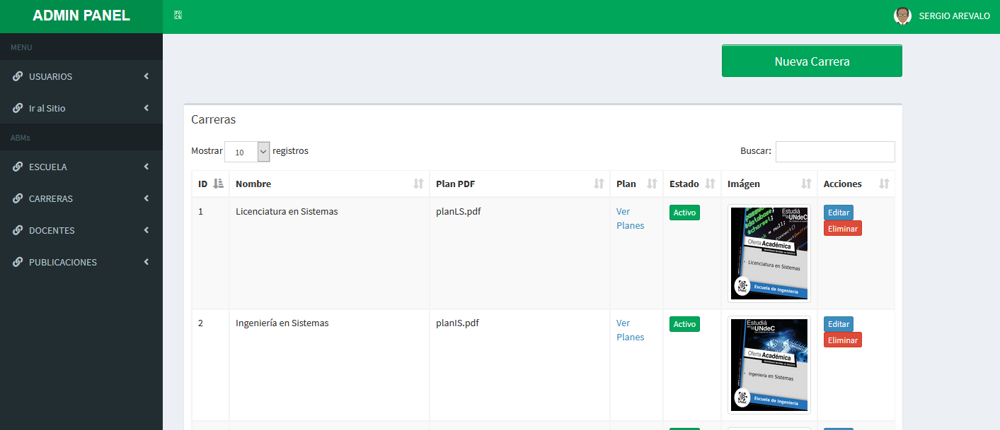 ADMIN PANEL
SERGIO AREVALO
MENU
USUARIOS
Ir al Sitio
ABMs
ESCUELA
CARRERAS
DOCENTES
PUBLICACIONES
Nueva Carrera
Carreras
Mostrar 10 registros
Buscar:
ID Nombre Plan PDF Plan Estado Imágen Acciones
1 Licenciatura en Sistemas planLS.pdf Ver Planes Activo Editar
Eliminar
Estudiá
en la UNdeC
Oferta Académica
Licenciatura en Sistemas
UNdeC
Escuela de Ingeniería
2 Ingeniería en Sistemas planIS.pdf Ver Planes Activo Editar
Eliminar
Estudiá
en la UNdeC
Oferta Académica
Ingeniería en Sistemas
UNdeC
Escuela de Ingeniería